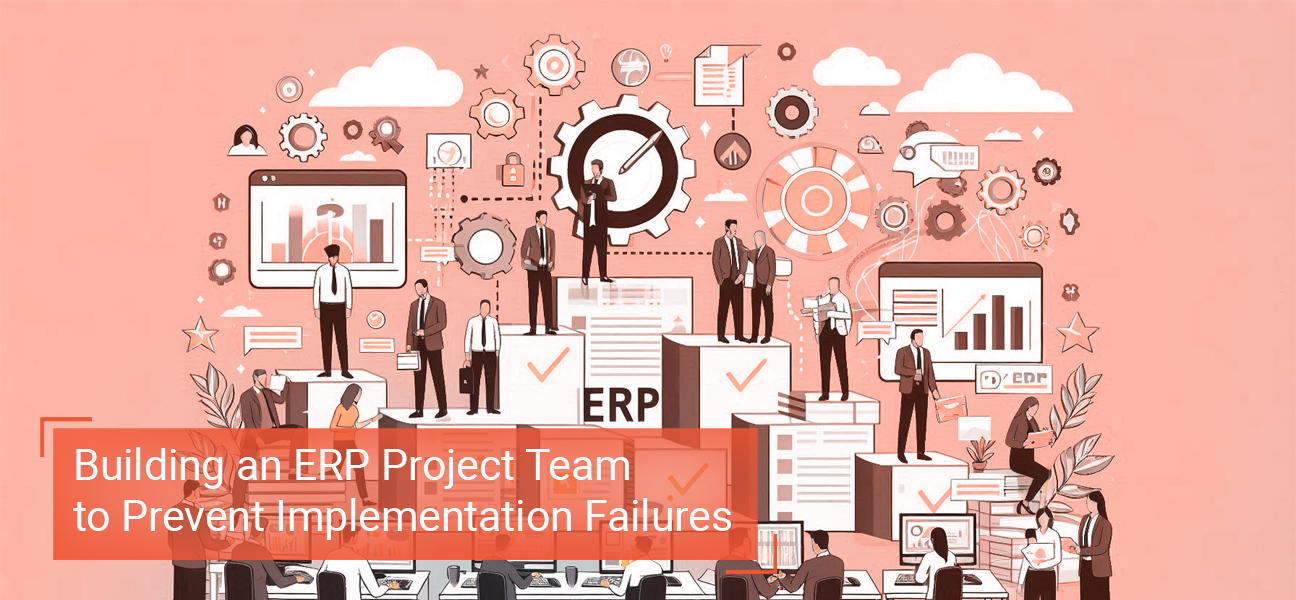 ERP
Building an ERP Project Team
to Prevent Implementation Failures